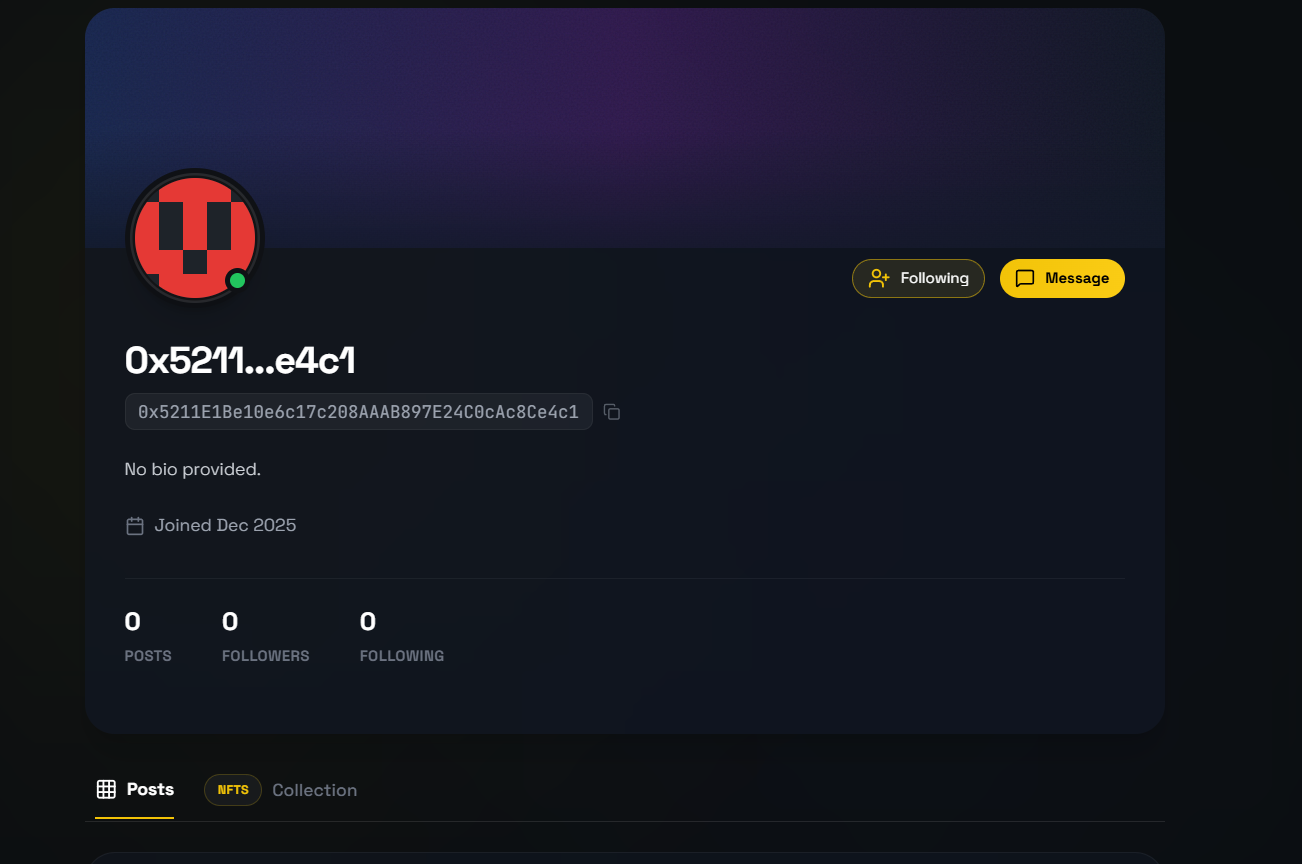 Following
Message
0x5211...e4c1
0x5211E1Be10e6c17c208AAAB897E24C0cAc8Ce4c1
No bio provided.
Joined Dec 2025
0 0 0
POSTS FOLLOWERS FOLLOWING
Posts NFTS Collection